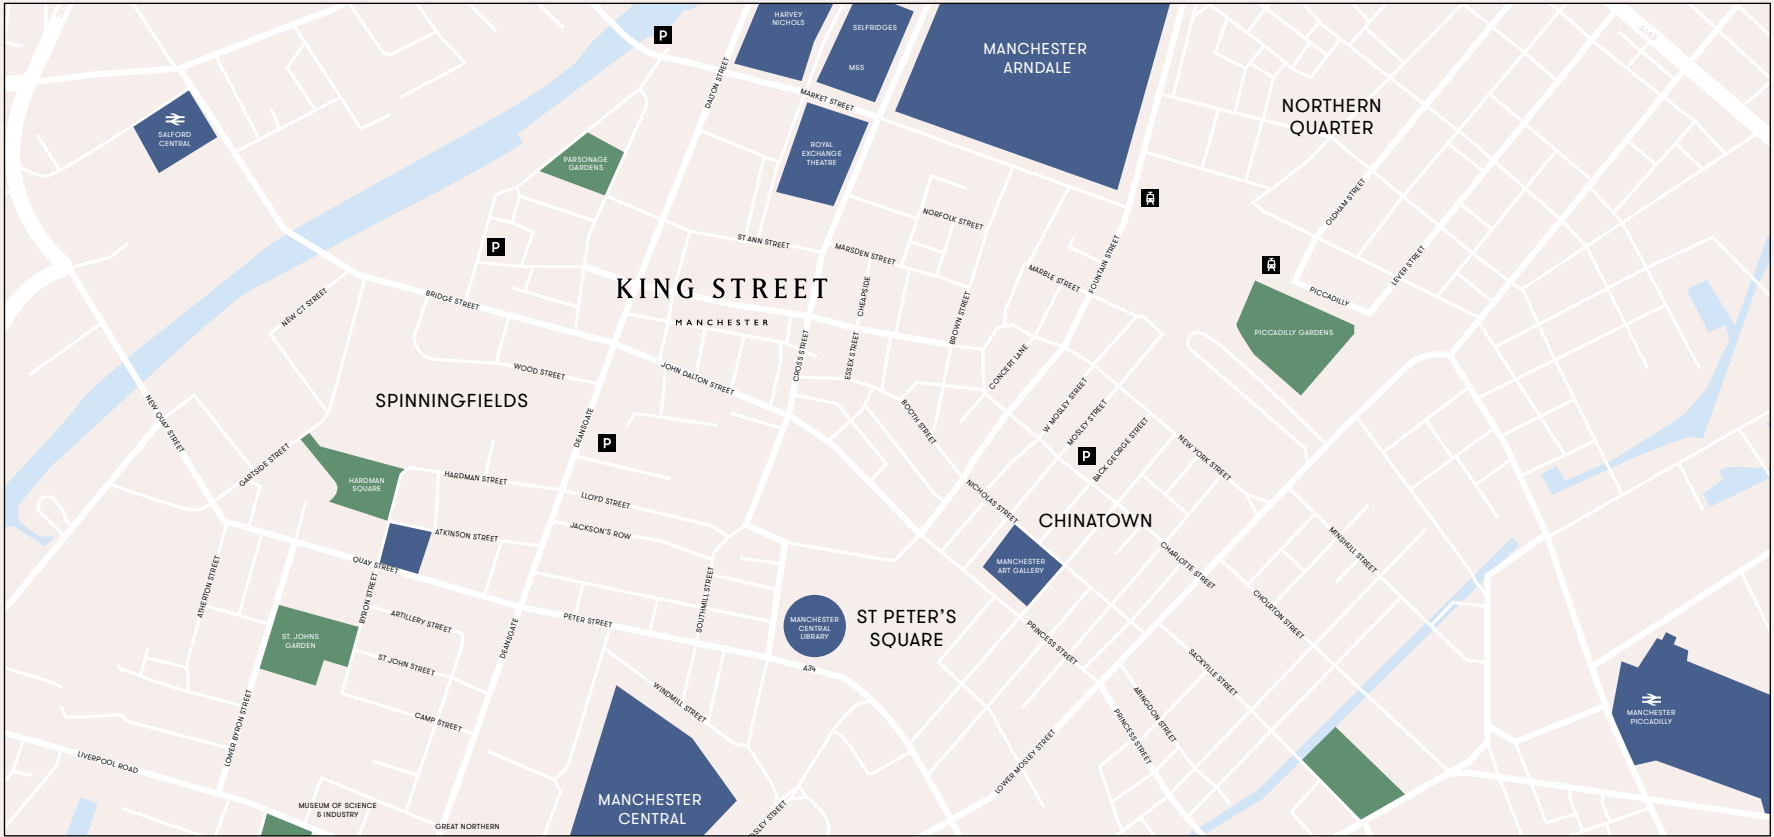 HARVEY
NICHOLS
SELFRIDGES
M&S
MANCHESTER
ARNDALE
P
DALTON STREET
MARKET STREET
NORTHERN
QUARTER
SALFORD
CENTRAL
PARSONAGE
GARDENS
ROYAL
EXCHANGE
THEATRE
OLDHAM STREET
NORFOLK STREET
P
ST ANN STREET
MARSDEN STREET
FOUNTAIN STREET
LEVER STREET
MARBLE STREET
NEW CT STREET
BRIDGE STREET
KING STREET
MANCHESTER
CHEAPSIDE
BROWN STREET
PICCADILLY
PICCADILLY GARDENS
CROSS STREET
ESSEX STREET
CONCERT LANE
WOOD STREET
JOHN DALTON STREET
SPINNINGFIELDS
NEW QUAY STREET
DEANSGATE
BOOTH STREET
W MOSLEY STREET
MOSLEY STREET
BACK GEORGE STREET
NEW YORK STREET
P
P
GARTSIDE STREET
HARDMAN
SQUARE
HARDMAN STREET
LLOYD STREET
NICHOLAS STREET
CHINATOWN
ATKINSON STREET
JACKSON'S ROW
MINSHULL STREET
QUAY STREET
MANCHESTER
ART GALLERY
CHARLOTTE STREET
ATHERTON STREET
BYRON STREET
ARTILLERY STREET
PETER STREET
SOUTHMILL STREET
MANCHESTER
CENTRAL
LIBRARY
ST PETER’S
SQUARE
CHOLRTON STREET
ST. JOHNS
GARDEN
DEANSGATE
PRINCESS STREET
ST JOHN STREET
A34
SACKVILLE STREET
LOWER BYRON STREET
WINDMILL STREET
CAMP STREET
ABINGDON STREET
PRINCESS STREET
MANCHESTER
PICCADILLY
LIVERPOOL ROAD
LOWER MOSLEY STREET
MUSEUM OF SCIENCE
& INDUSTRY
MANCHESTER
CENTRAL
GREAT NORTHERN
STREET